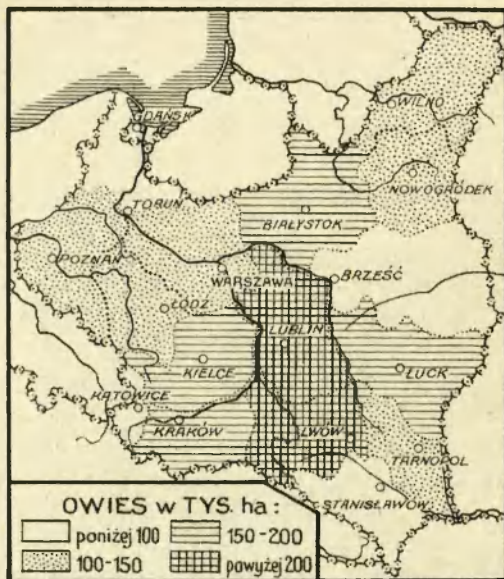 WILNO
GDAŃSK
NOWOGRÓDEK
TORUŃ
BIAŁYSTOK
POZNAŃ
WARSZAWA
BRZEŚĆ
ŁÓDŹ
LUBLIN
KIELCE
ŁUCK
KATOWICE
KRAKÓW
LWÓW
TARNOPOL
STANISŁAWÓW
OWIES w TYS. ha :
poniżej 100
150-200
100-150
powyżej 200